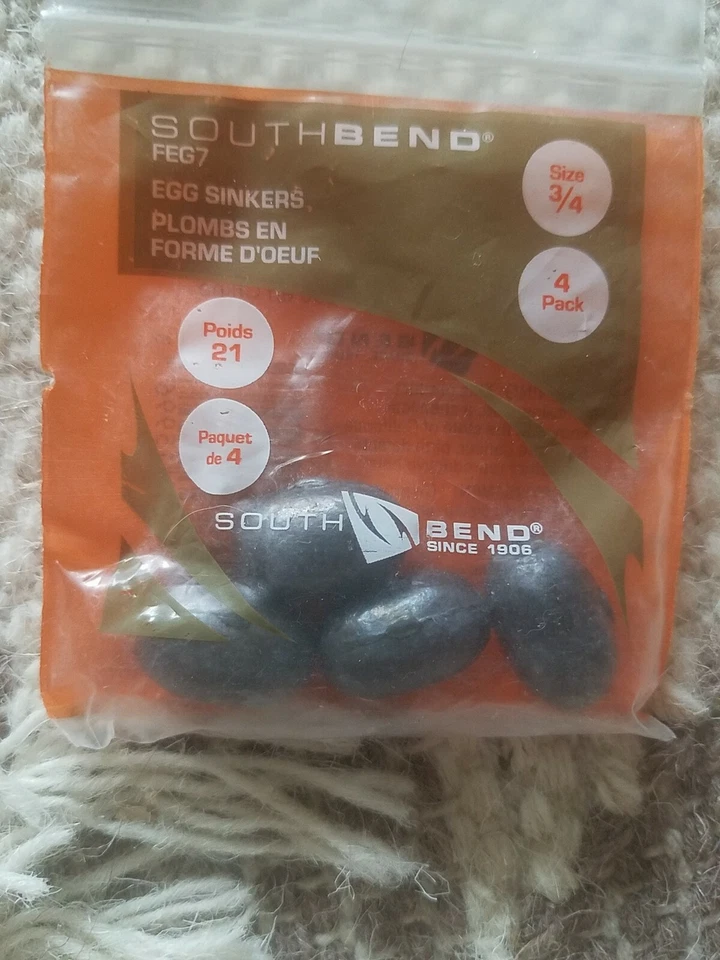 SOUTHBEND®
FEG7
EGG SINKERS
PLOMBS EN
FORME D'OEUF
Size
3/4
4
Pack
Poids
21
Paquet
de 4
SOUTH BEND®
SINCE 1906